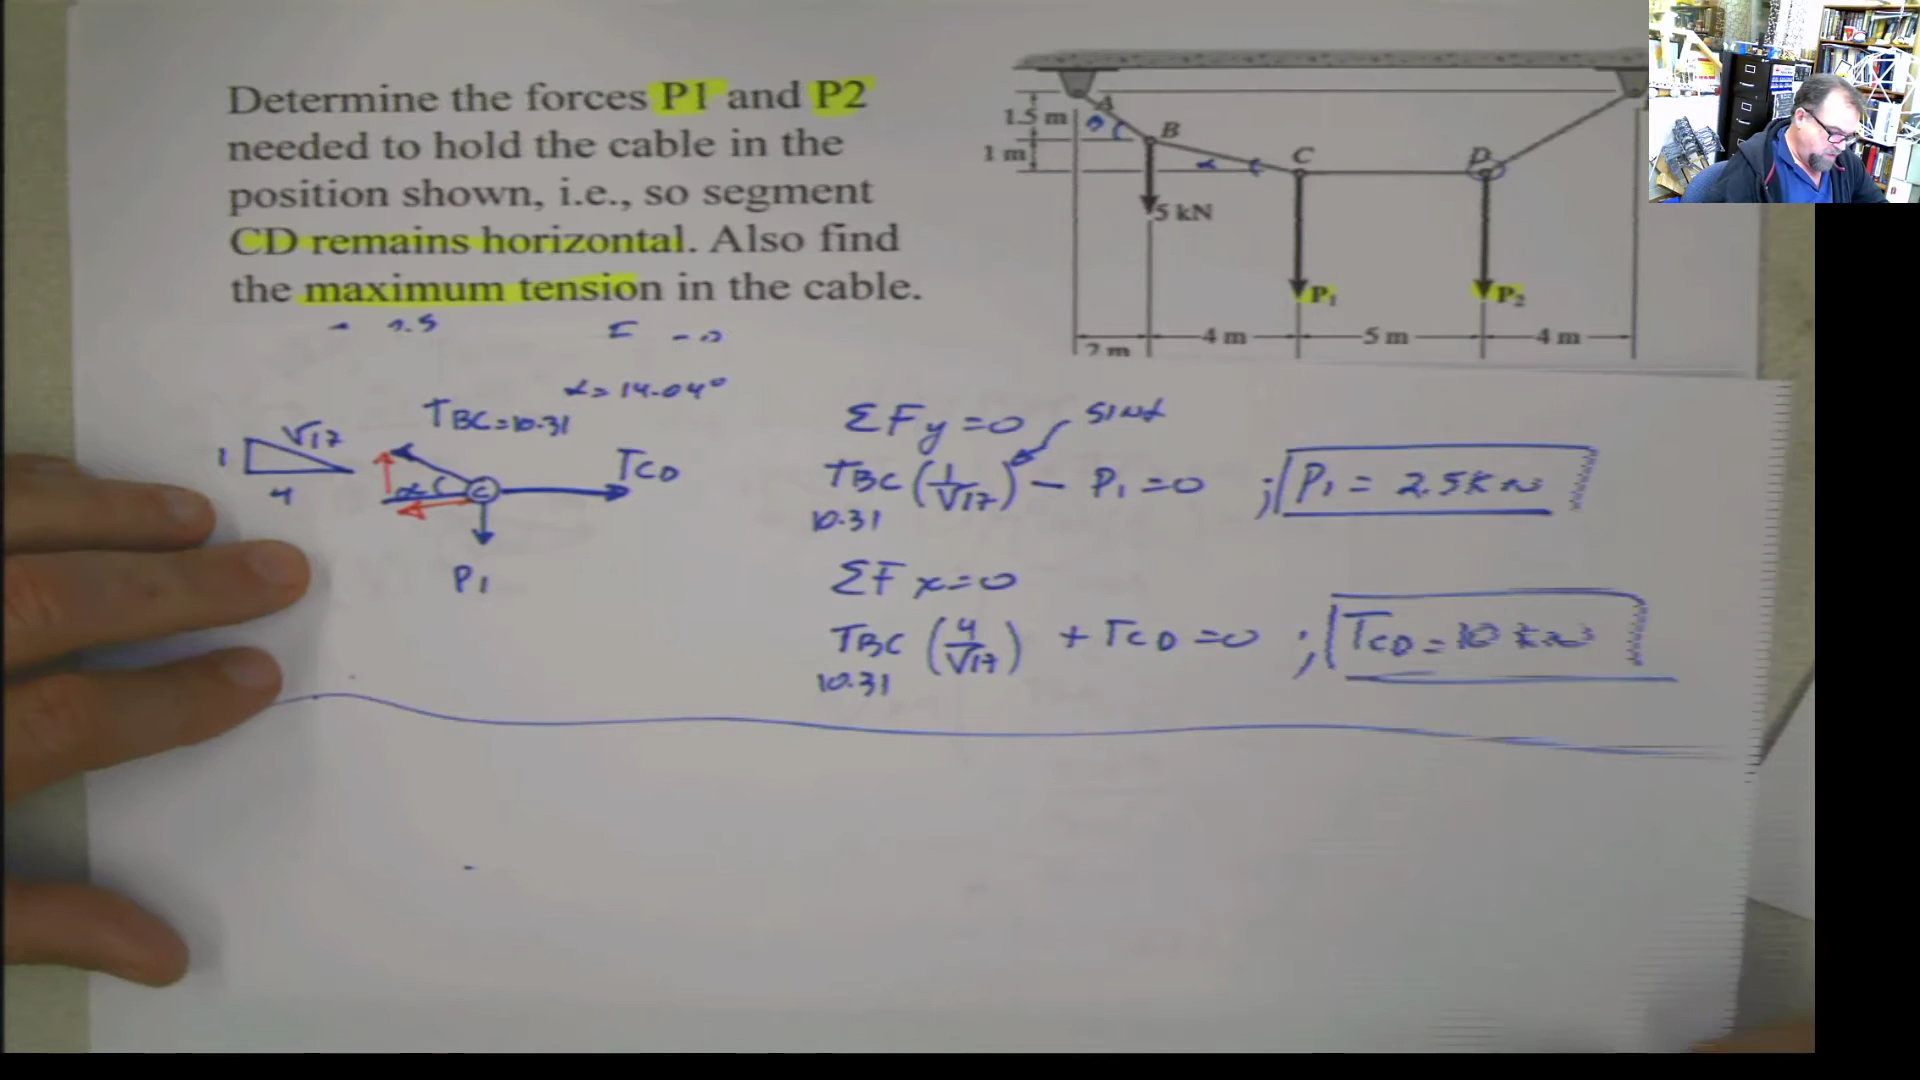 Determine the forces P1 and P2
needed to hold the cable in the
position shown, i.e., so segment
CD remains horizontal. Also find
the maximum tension in the cable.
A
1.5 m
θ
B
1 m
α
C
D
5 kN
P₁
P₂
2 m
4 m
5 m
4 m
α = 14.04°
TBC = 10.31
1
√17
4
α
C
TCD
P1
ΣFy = 0
sin α
TBC (1/√17) - P1 = 0 ; P1 = 2.5 kN
10.31
ΣFx = 0
TBC (4/√17) + TCD = 0 ; TCD = 10 kN
10.31